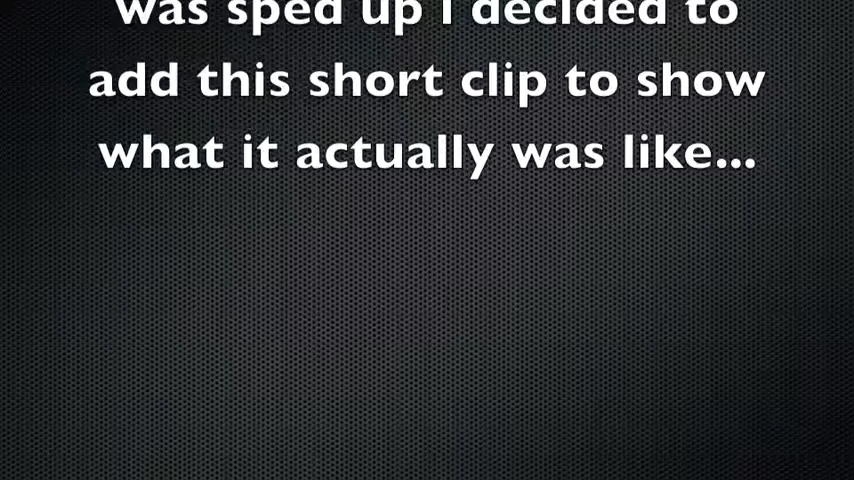 was sped up I decided to
add this short clip to show
what it actually was like...